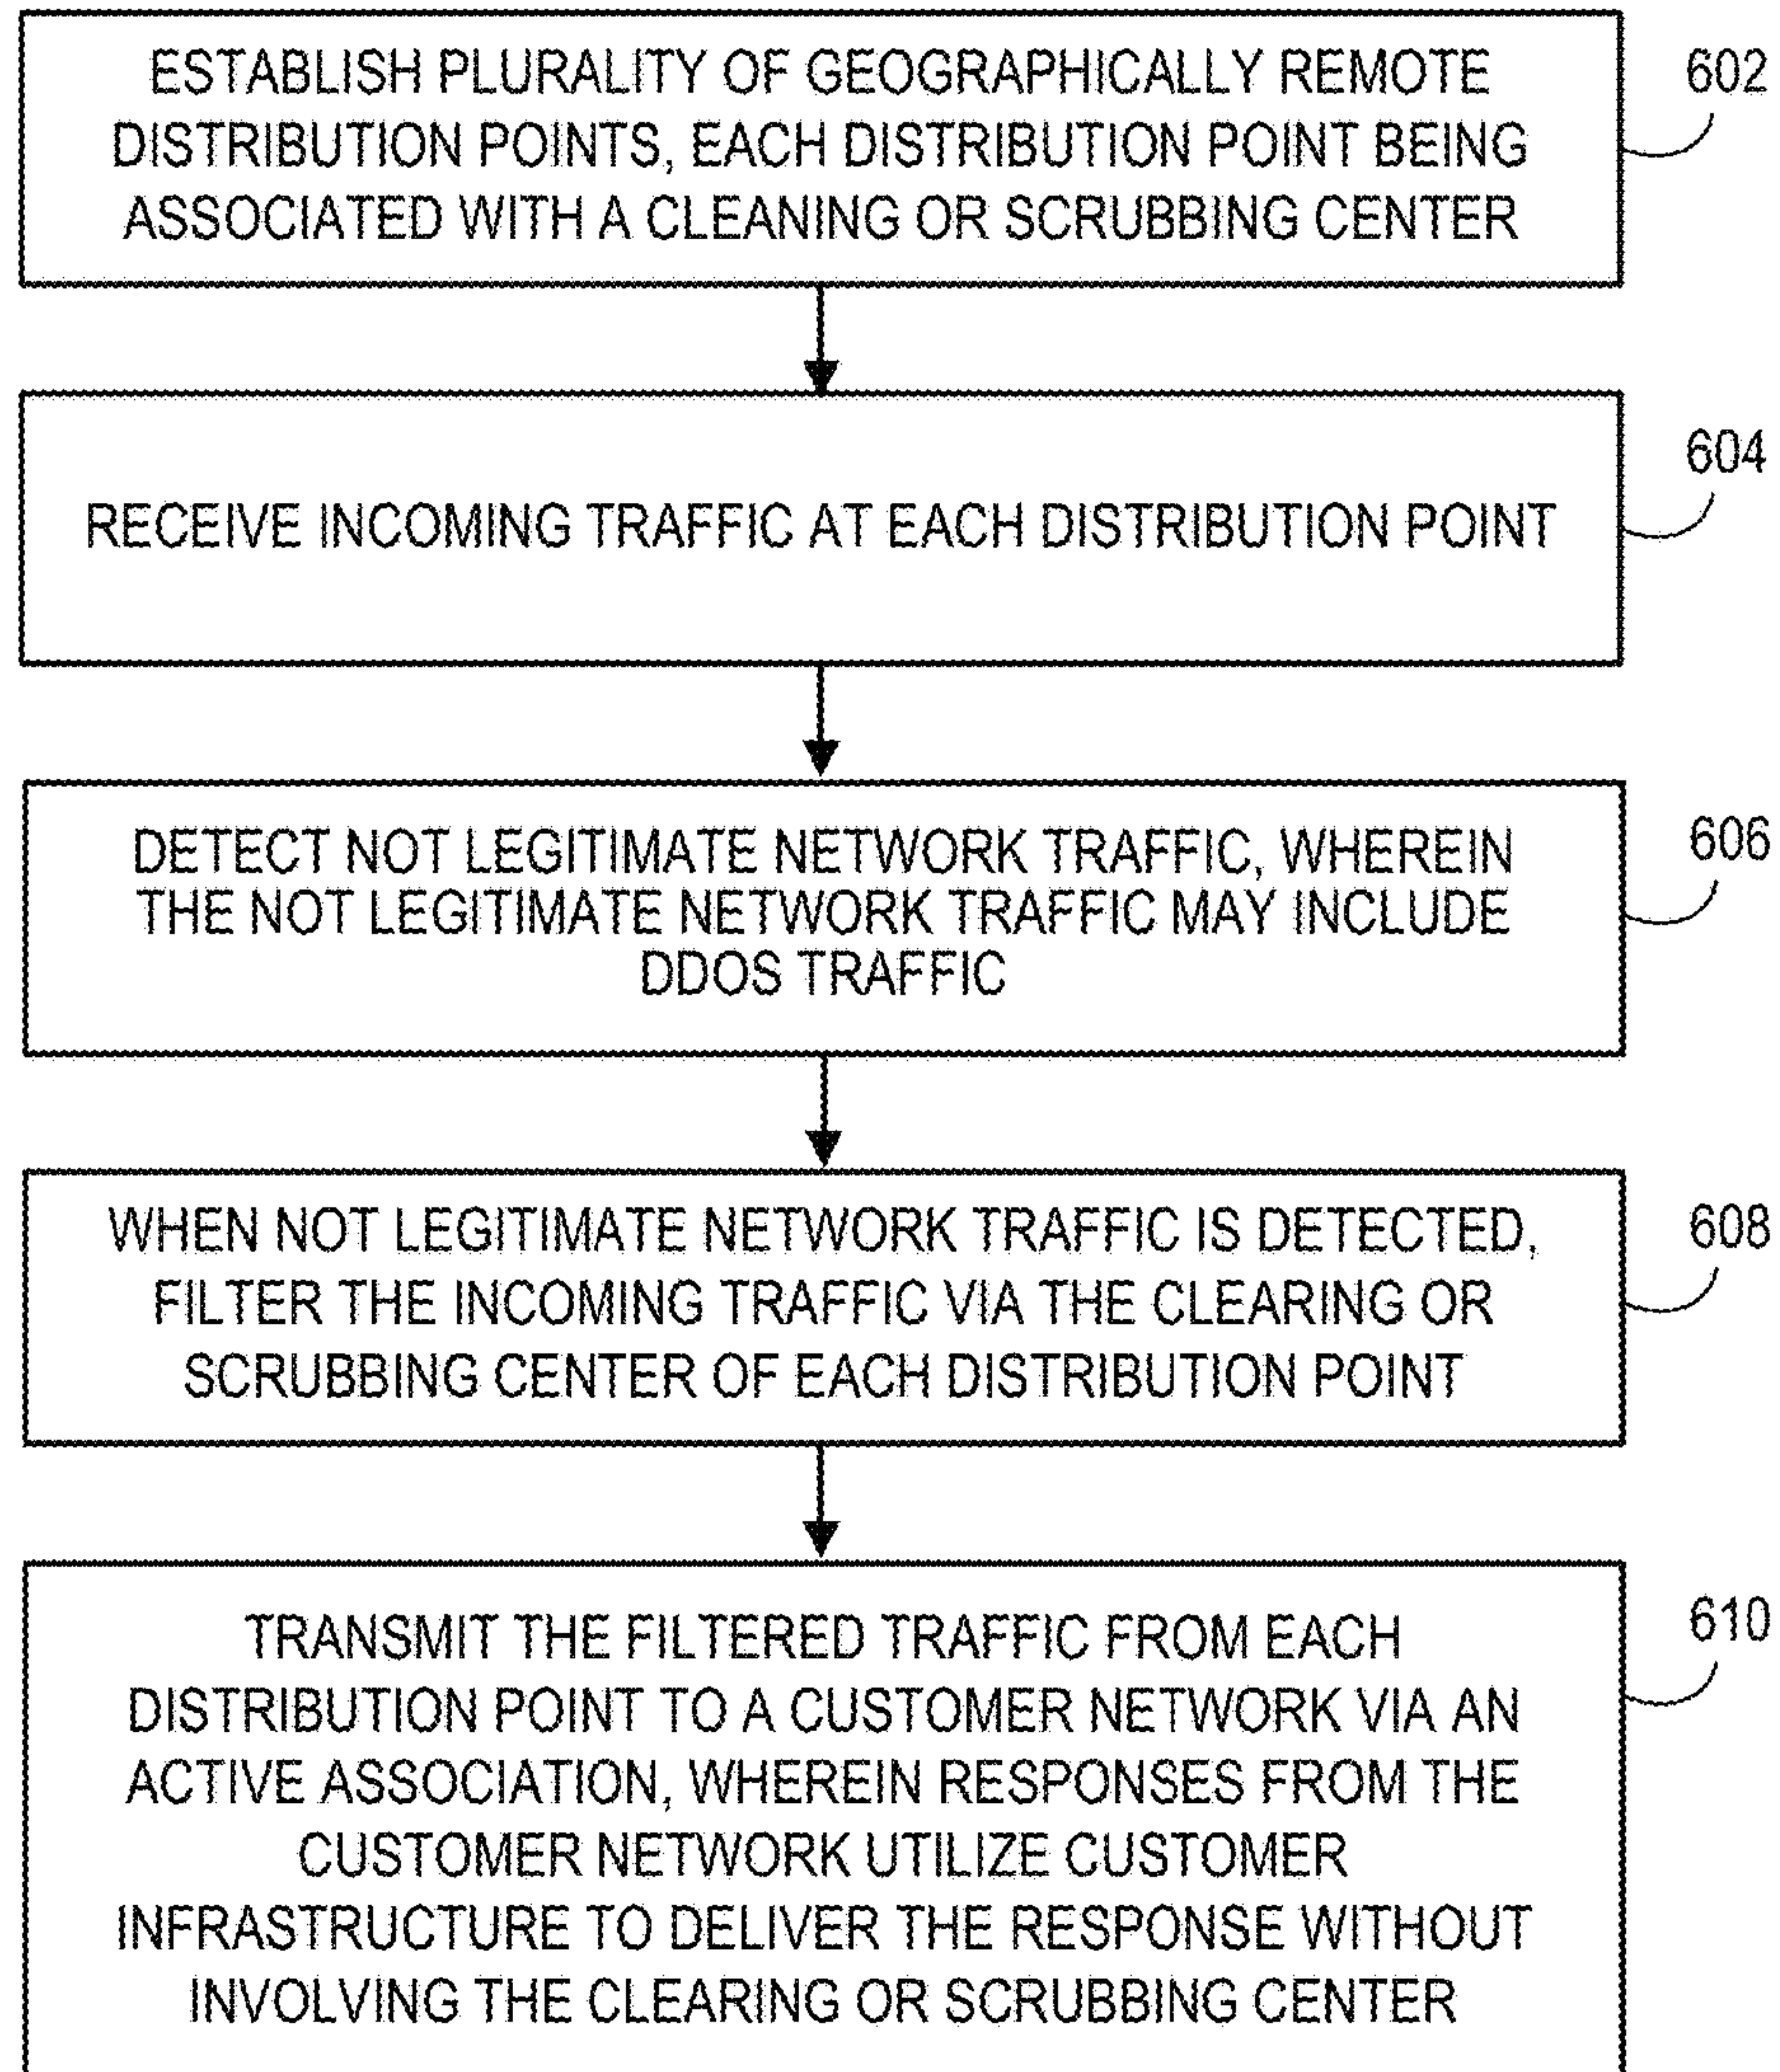 ESTABLISH PLURALITY OF GEOGRAPHICALLY REMOTE
DISTRIBUTION POINTS, EACH DISTRIBUTION POINT BEING
ASSOCIATED WITH A CLEANING OR SCRUBBING CENTER
602
RECEIVE INCOMING TRAFFIC AT EACH DISTRIBUTION POINT
604
DETECT NOT LEGITIMATE NETWORK TRAFFIC, WHEREIN
THE NOT LEGITIMATE NETWORK TRAFFIC MAY INCLUDE
DDOS TRAFFIC
606
WHEN NOT LEGITIMATE NETWORK TRAFFIC IS DETECTED,
FILTER THE INCOMING TRAFFIC VIA THE CLEARING OR
SCRUBBING CENTER OF EACH DISTRIBUTION POINT
608
TRANSMIT THE FILTERED TRAFFIC FROM EACH
DISTRIBUTION POINT TO A CUSTOMER NETWORK VIA AN
ACTIVE ASSOCIATION, WHEREIN RESPONSES FROM THE
CUSTOMER NETWORK UTILIZE CUSTOMER
INFRASTRUCTURE TO DELIVER THE RESPONSE WITHOUT
INVOLVING THE CLEARING OR SCRUBBING CENTER
610